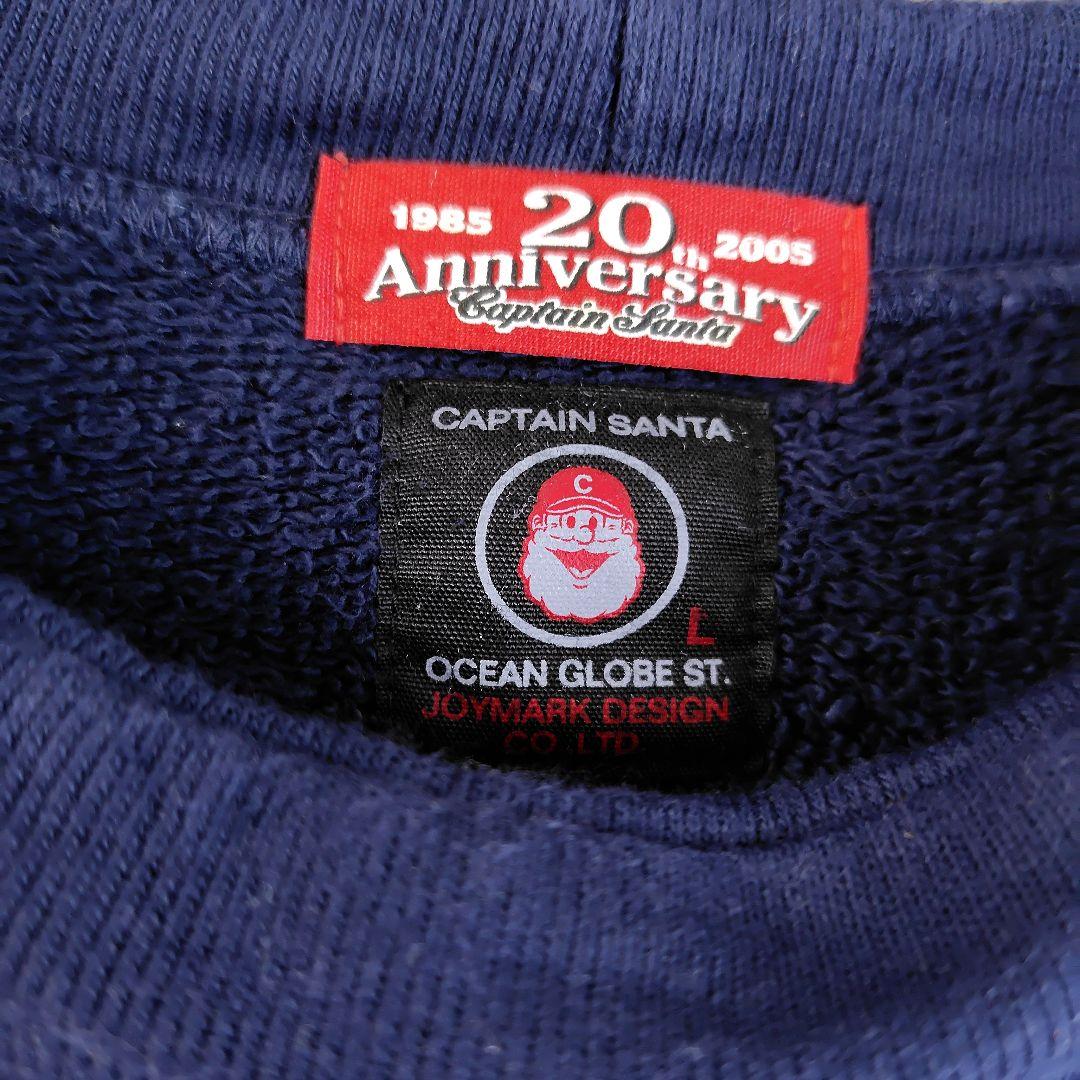 1985 20th 2005
Anniversary
Captain Santa
CAPTAIN SANTA
C
L
OCEAN GLOBE ST.
JOYMARK DESIGN
CO. LTD.